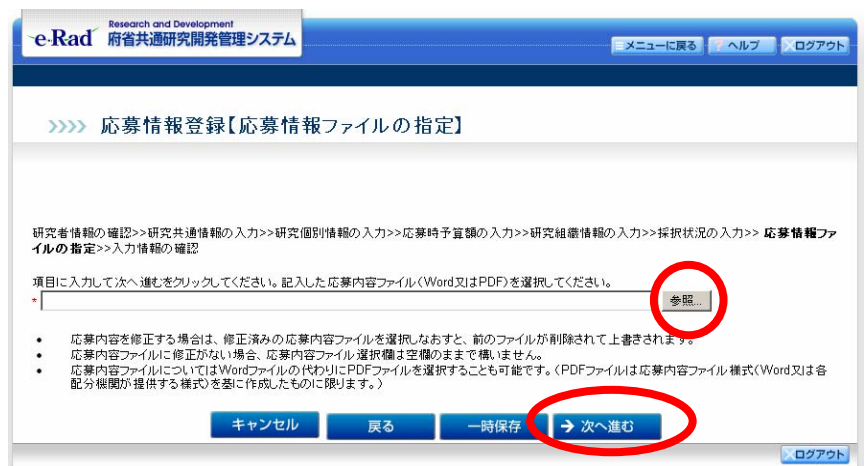 e-Rad
Research and Development
府省共通研究開発管理システム
メニューに戻る ? ヘルプ ログアウト
>>>> 応募情報登録【応募情報ファイルの指定】
研究者情報の確認>>研究共通情報の入力>>研究個別情報の入力>>応募時予算額の入力>>研究組織情報の入力>>採択状況の入力>> 応募情報ファ
イルの指定>>入力情報の確認
項目に入力して次へ進むをクリックしてください。記入した応募内容ファイル(Word又はPDF)を選択してください。
* 参照...
• 応募内容を修正する場合は、修正済みの応募内容ファイルを選択しなおすと、前のファイルが削除されて上書きされます。
• 応募内容ファイルに修正がない場合、応募内容ファイル選択欄は空欄のままで構いません。
• 応募内容ファイルについてはWordファイルの代わりにPDFファイルを選択することも可能です。(PDFファイルは応募内容ファイル様式(Word又は各
配分機関が提供する様式)を基に作成したものに限ります。)
キャンセル 戻る 一時保存 → 次へ進む
ログアウト